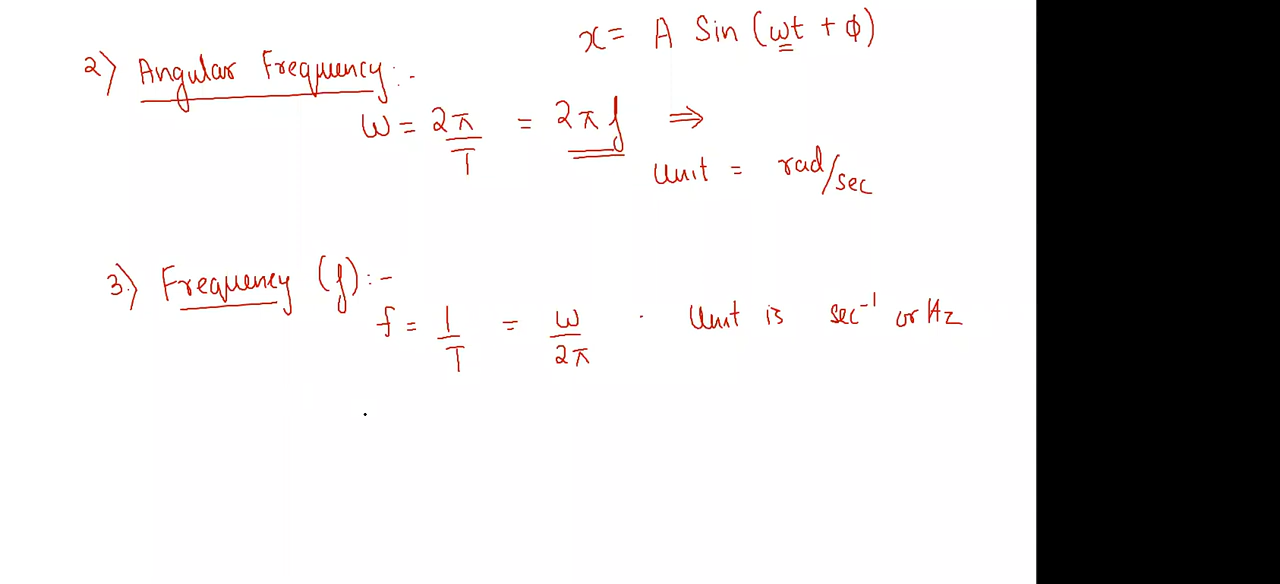 x = A Sin (ωt + φ)
2) Angular Frequency :-
ω = 2π/T = 2πf ⇒
Unit = rad/sec
3.) Frequency (f) :-
f = 1/T = ω/2π . Unit is sec⁻¹ or Hz